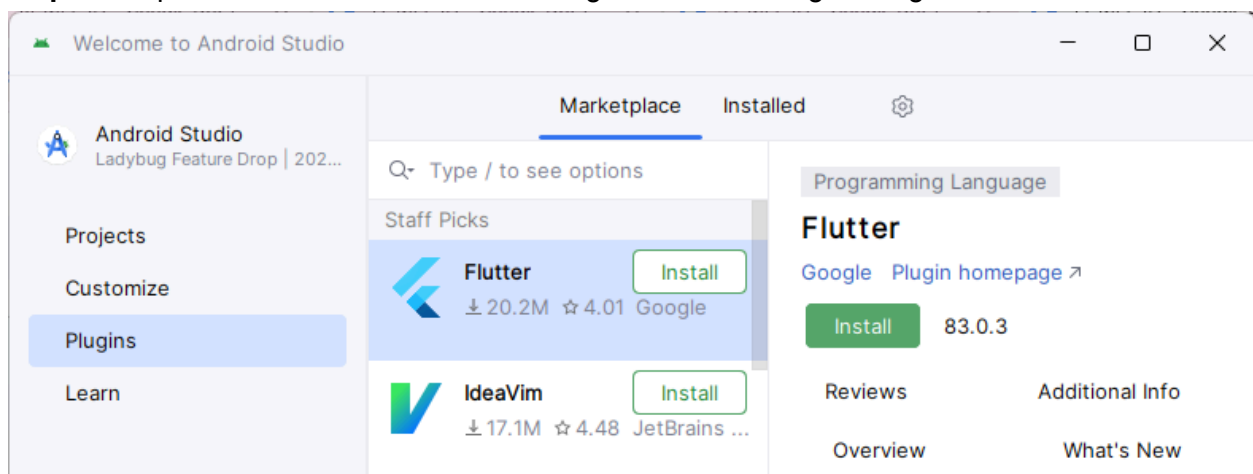 Welcome to Android Studio
Android Studio
Ladybug Feature Drop | 202...
Projects
Customize
Plugins
Learn
Marketplace Installed
Type / to see options
Staff Picks
Flutter Install
20.2M 4.01 Google
IdeaVim Install
17.1M 4.48 JetBrains ...
Programming Language
Flutter
Google Plugin homepage
Install 83.0.3
Reviews Additional Info
Overview What's New